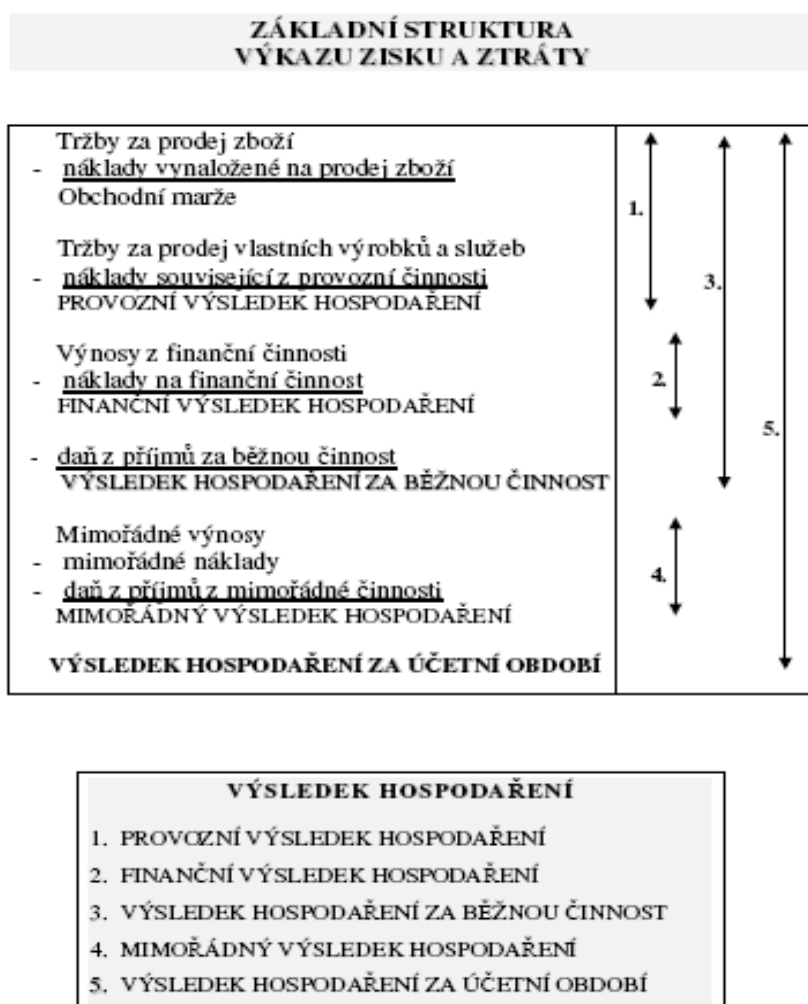 ZÁKLADNÍ STRUKTURA
VÝKAZU ZISKU A ZTRÁTY
Tržby za prodej zboží
- náklady vynaložené na prodej zboží
Obchodní marže
1.
Tržby za prodej vlastních výrobků a služeb
- náklady související z provozní činnosti
3.
PROVOZNÍ VÝSLEDEK HOSPODAŘENÍ
Výnosy z finanční činnosti
- náklady na finanční činnost
2.
FINANČNÍ VÝSLEDEK HOSPODAŘENÍ
5.
- daň z příjmů za běžnou činnost
VÝSLEDEK HOSPODAŘENÍ ZA BĚŽNOU ČINNOST
Mimořádné výnosy
- mimořádné náklady
4.
- daň z příjmů z mimořádné činnosti
MIMOŘÁDNÝ VÝSLEDEK HOSPODAŘENÍ
VÝSLEDEK HOSPODAŘENÍ ZA ÚČETNÍ OBDOBÍ
VÝSLEDEK HOSPODAŘENÍ
1. PROVOZNÍ VÝSLEDEK HOSPODAŘENÍ
2. FINANČNÍ VÝSLEDEK HOSPODAŘENÍ
3. VÝSLEDEK HOSPODAŘENÍ ZA BĚŽNOU ČINNOST
4. MIMOŘÁDNÝ VÝSLEDEK HOSPODAŘENÍ
5. VÝSLEDEK HOSPODAŘENÍ ZA ÚČETNÍ OBDOBÍ